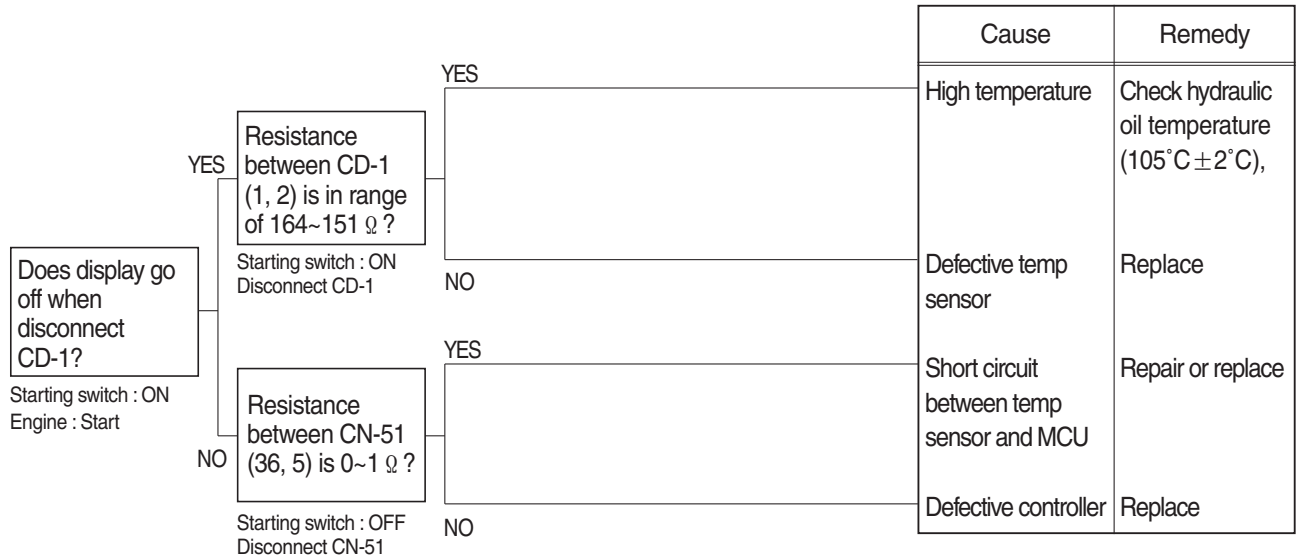 Cause
Remedy
YES
High temperature
Check hydraulic
oil temperature
(105˚C±2˚C),
Resistance
between CD-1
(1, 2) is in range
of 164~151 Ω ?
YES
Starting switch : ON
Disconnect CD-1
NO
Defective temp
sensor
Replace
Does display go
off when
disconnect
CD-1?
Starting switch : ON
Engine : Start
YES
Short circuit
between temp
sensor and MCU
Repair or replace
NO
Resistance
between CN-51
(36, 5) is 0~1 Ω ?
Starting switch : OFF
Disconnect CN-51
NO
Defective controller
Replace